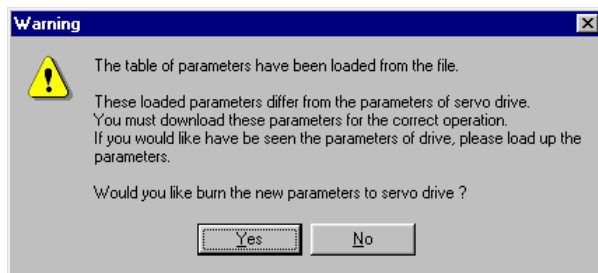 Warning
The table of parameters have been loaded from the file.
These loaded parameters differ from the parameters of servo drive.
You must download these parameters for the correct operation.
If you would like have be seen the parameters of drive, please load up the
parameters.
Would you like burn the new parameters to servo drive ?
Yes
No